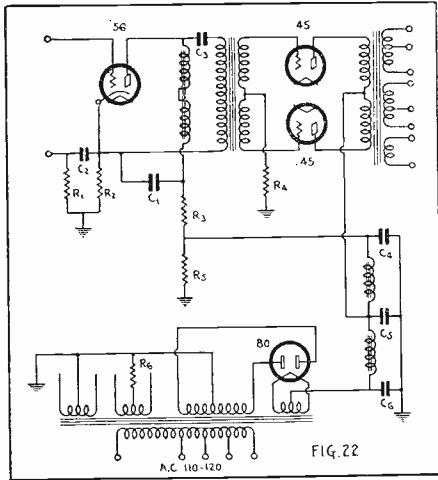 56
45
C3
C2
.45
R1
R2
C1
R4
R3
C4
R5
C5
80
R6
C6
FIG.22
A.C 110-120